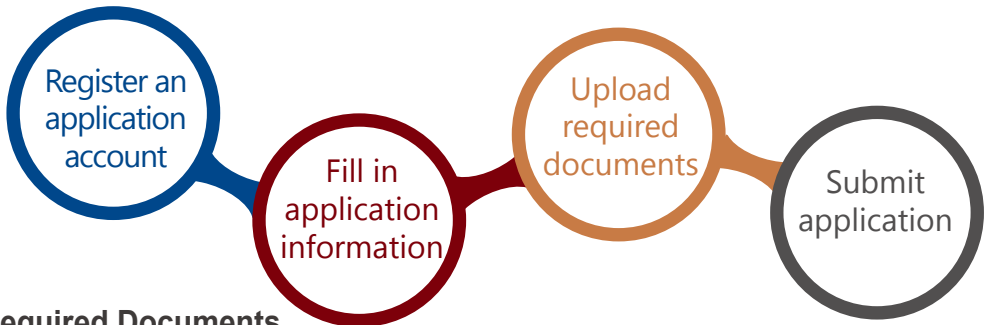 Register an
application
account
Fill in
application
information
Upload
required
documents
Submit
application
equired Documents